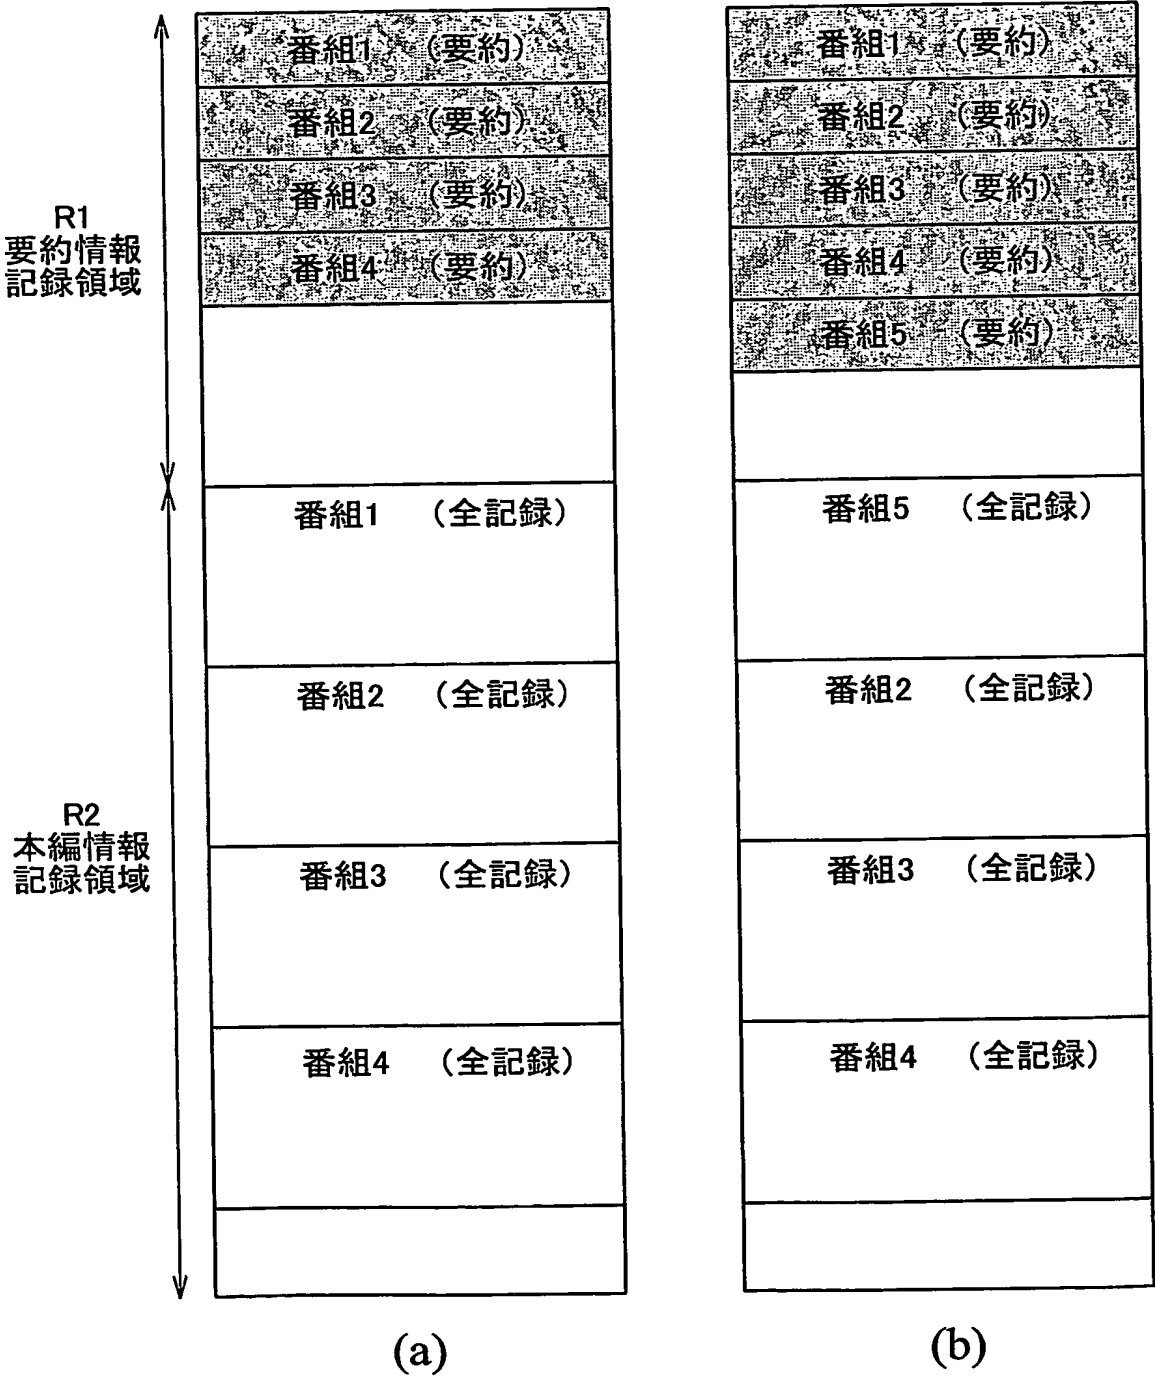 R1
要約情報
記録領域
R2
本編情報
記録領域
番組1 （要約）
番組2 （要約）
番組3 （要約）
番組4 （要約）
番組1 （全記録）
番組2 （全記録）
番組3 （全記録）
番組4 （全記録）
(a)
番組1 （要約）
番組2 （要約）
番組3 （要約）
番組4 （要約）
番組5 （要約）
番組5 （全記録）
番組2 （全記録）
番組3 （全記録）
番組4 （全記録）
(b)